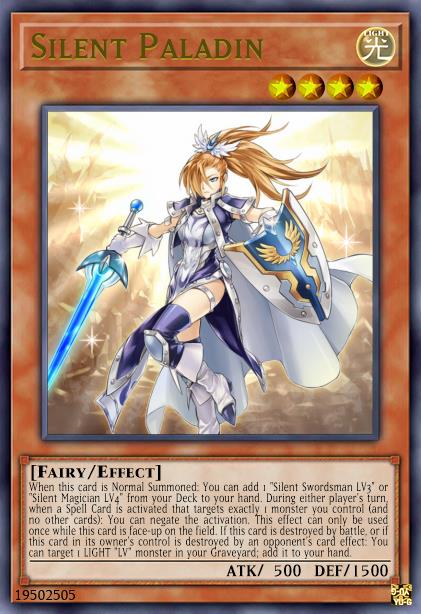 SILENT PALADIN
LIGHT
光
[FAIRY/EFFECT]
When this card is Normal Summoned: You can add 1 "Silent Swordsman LV3" or
"Silent Magician LV4" from your Deck to your hand. During either player's turn,
when a Spell Card is activated that targets exactly 1 monster you control (and
no other cards): You can negate the activation. This effect can only be used
once while this card is face-up on the field. If this card is destroyed by battle, or if
this card in its owner's control is destroyed by an opponent's card effect: You
can target 1 LIGHT "LV" monster in your Graveyard; add it to your hand.
ATK/ 500 DEF/1500
19502505